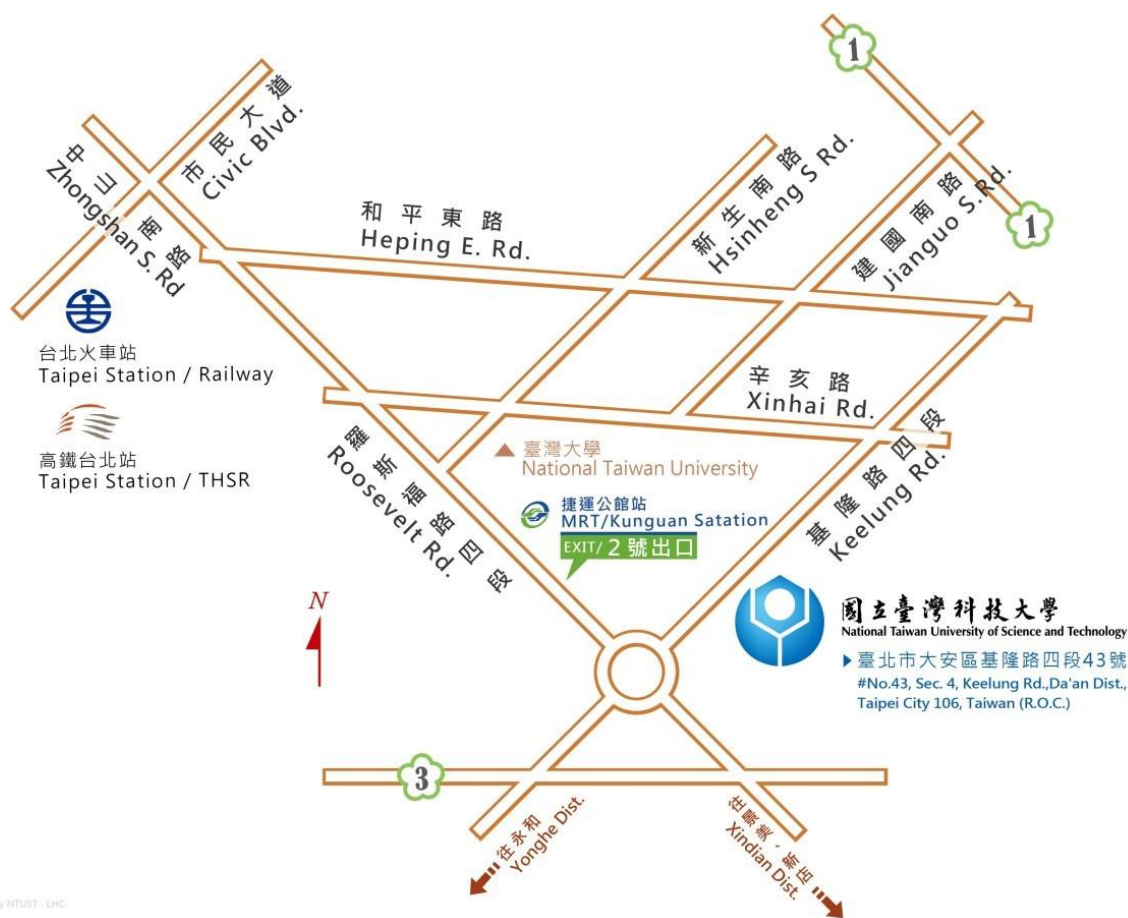 1
市民大道
Civic Blvd.
中山南路
Zhongshan S. Rd
新生南路
Hsinheng S Rd.
建國南路
Jianguo S. Rd.
和平東路
Heping E. Rd.
1
台北火車站
Taipei Station / Railway
辛亥路
Xinhai Rd.
高鐵台北站
Taipei Station / THSR
羅斯福路四段
Roosevelt Rd.
臺灣大學
National Taiwan University
基隆路四段
Keelung Rd.
捷運公館站
MRT/Kunguan Satation
EXIT/ 2 號出口
N
國立臺灣科技大學
National Taiwan University of Science and Technology
臺北市大安區基隆路四段43號
#No.43, Sec. 4, Keelung Rd.,Da'an Dist.,
Taipei City 106, Taiwan (R.O.C.)
3
往永和
Yonghe Dist.
往景美、新店
Xindian Dist.
y NTUST - LHC